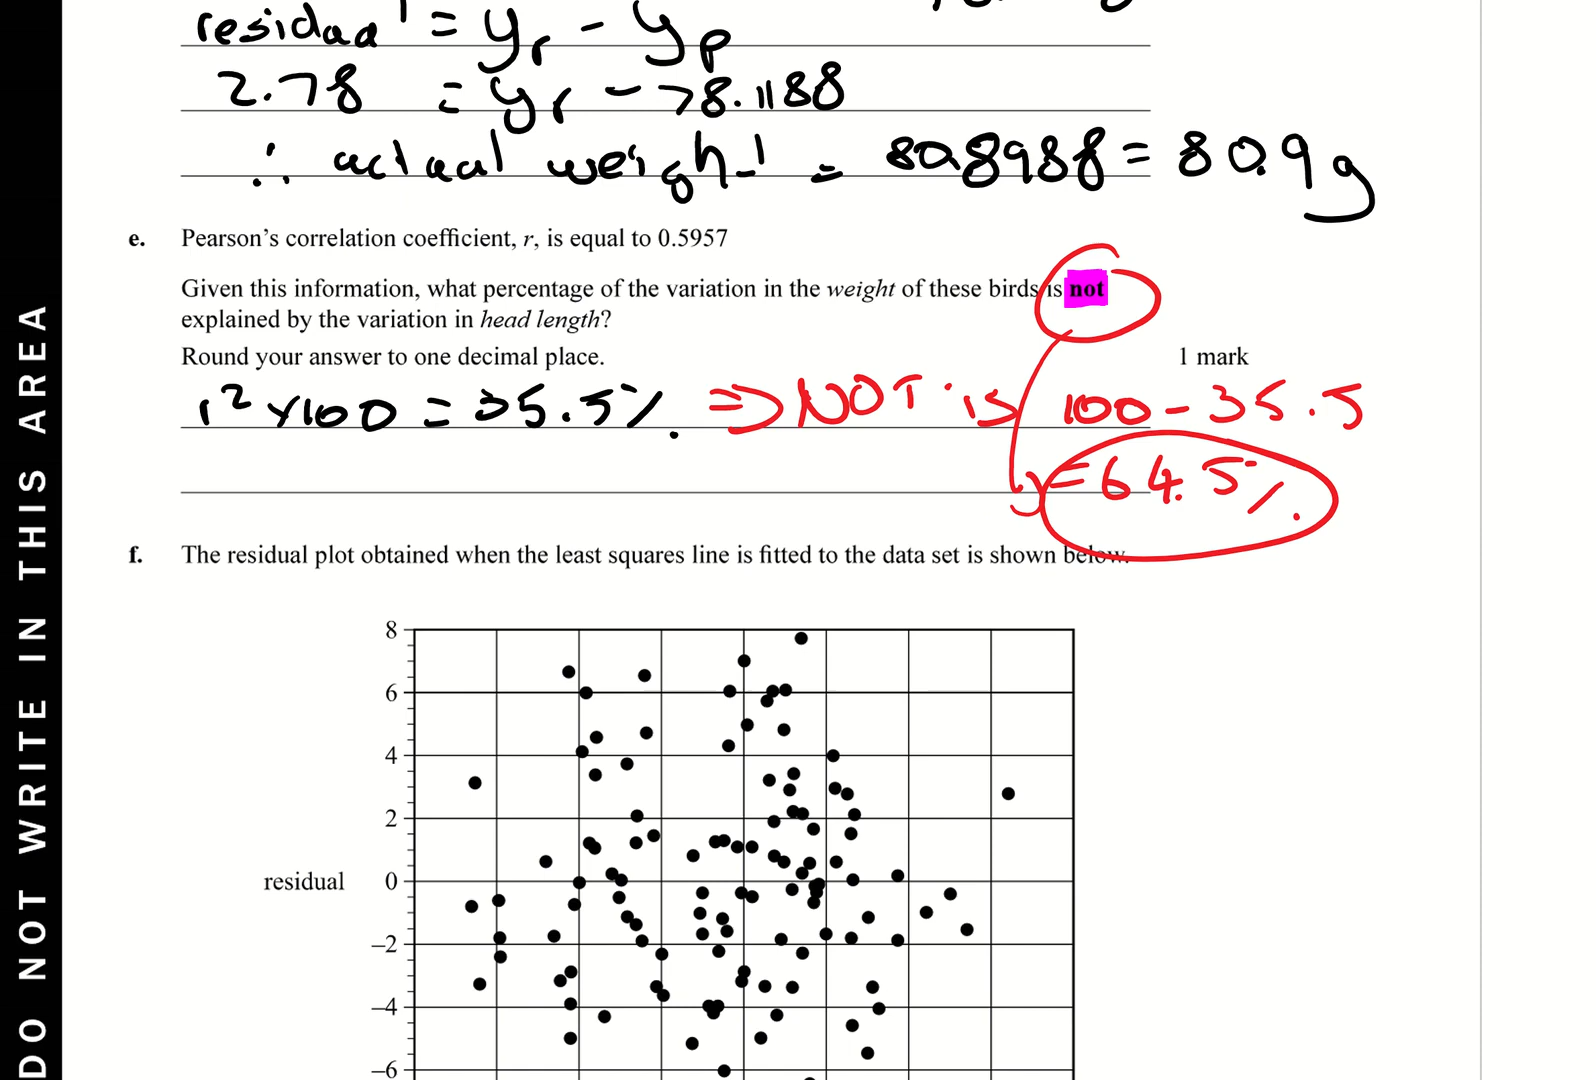 residual = yr - yp
2.78 = yr - 78.1188
∴ actual weight = 80.8988 = 80.9g
e. Pearson's correlation coefficient, r, is equal to 0.5957
Given this information, what percentage of the variation in the weight of these birds is not
explained by the variation in head length?
Round your answer to one decimal place.
1 mark
r² x100 = 35.5%. => NOT is 100 - 35.5
= 64.5%.
f. The residual plot obtained when the least squares line is fitted to the data set is shown below.
8
6
4
2
residual 0
–2
–4
–6
DO NOT WRITE IN THIS AREA